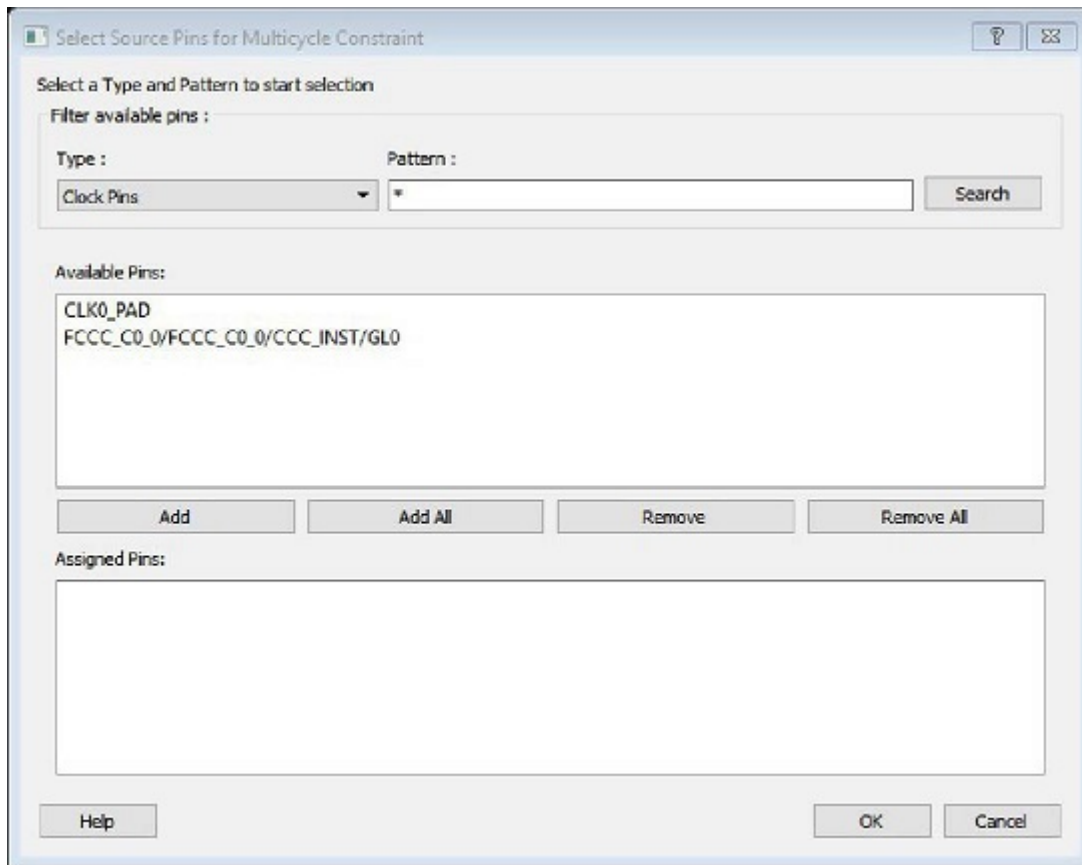 Select Source Pins for Multicycle Constraint
Select a Type and Pattern to start selection
Filter available pins :
Type : Pattern :
Clock Pins * Search
Available Pins:
CLK0_PAD
FCCC_C0_0/FCCC_C0_0/CCC_INST/GL0
Add Add All Remove Remove All
Assigned Pins:
Help OK Cancel